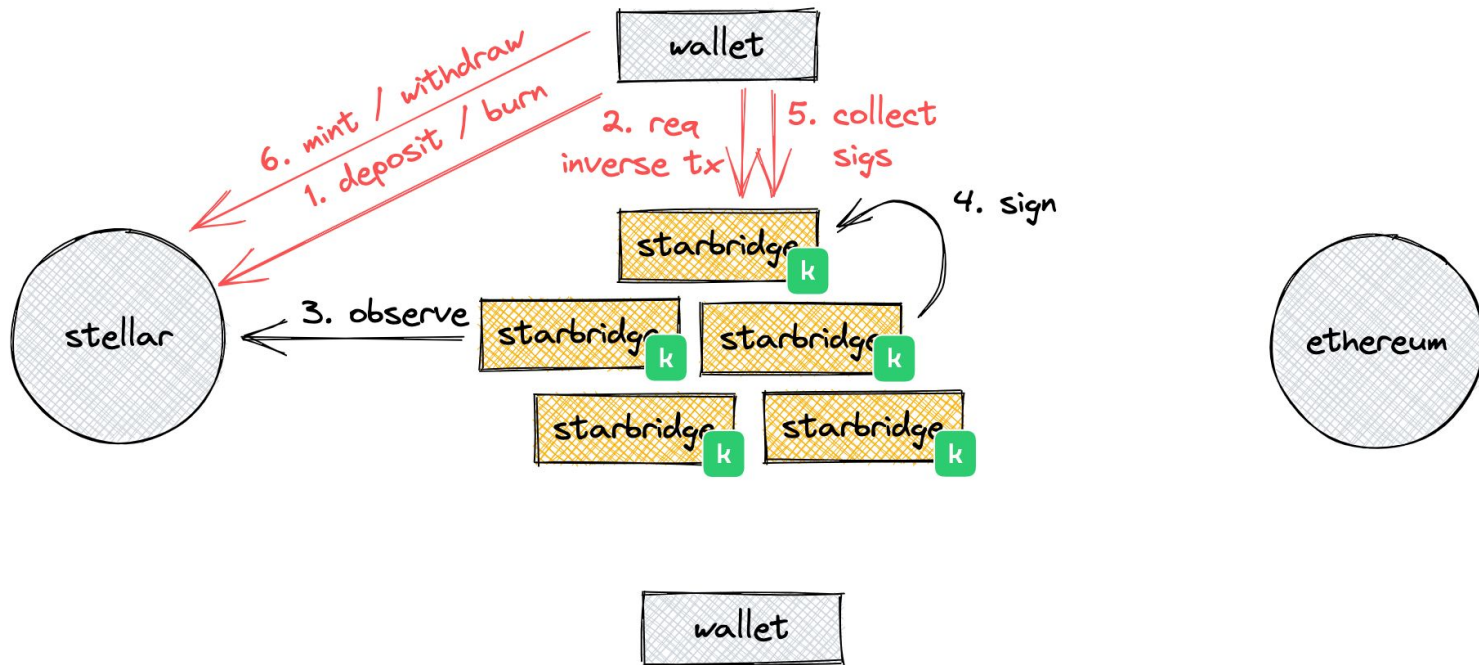 wallet
6. mint / withdraw
1. deposit / burn
2. req
inverse tx
5. collect
sigs
4. sign
starbridge
k
stellar
3. observe
starbridge
k
starbridge
k
ethereum
starbridge
k
starbridge
k
wallet